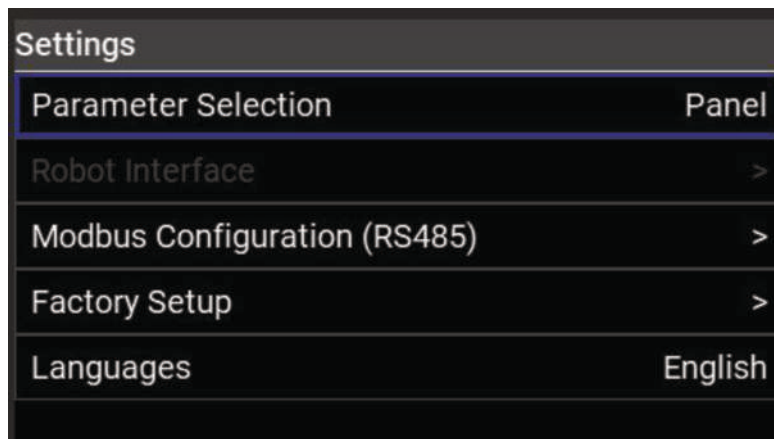 Settings
Parameter Selection Panel
Robot Interface >
Modbus Configuration (RS485) >
Factory Setup >
Languages English